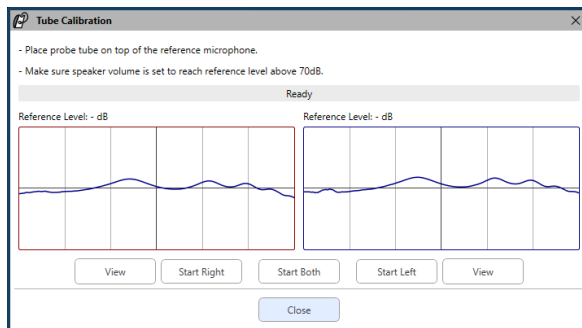 Tube Calibration
- Place probe tube on top of the reference microphone.
- Make sure speaker volume is set to reach reference level above 70dB.
Ready
Reference Level: - dB
Reference Level: - dB
View
Start Right
Start Both
Start Left
View
Close